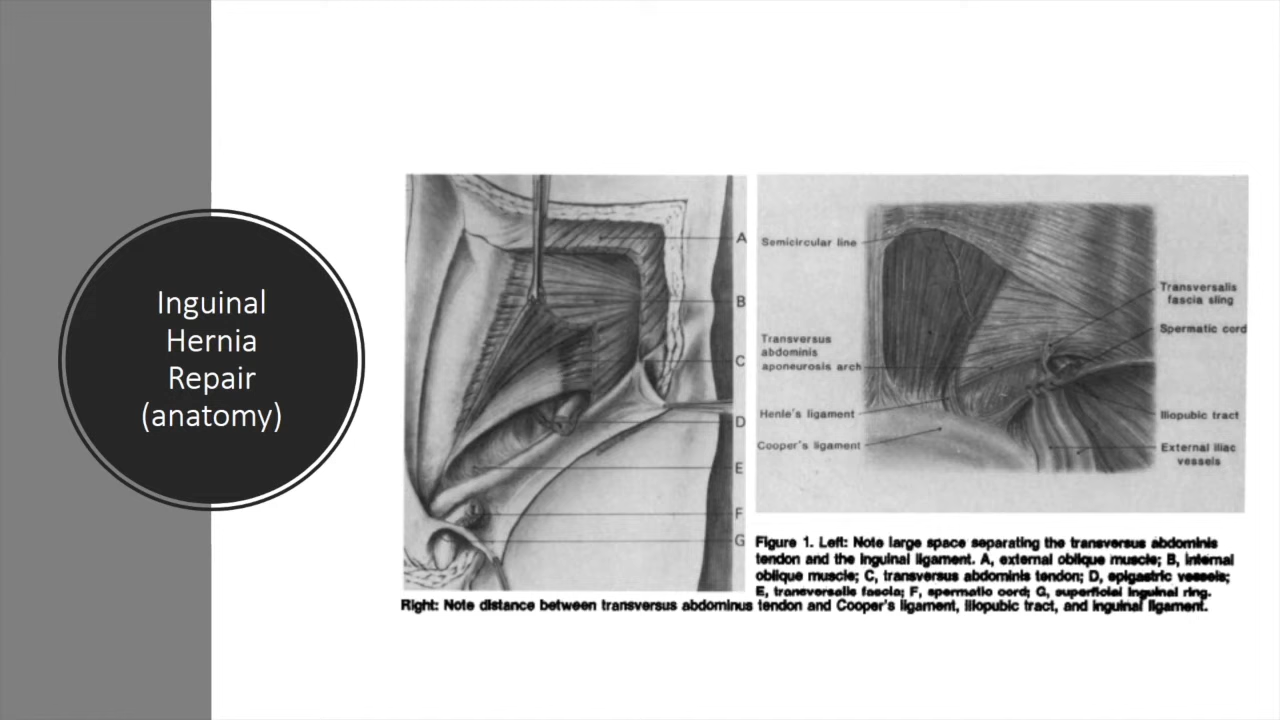 Inguinal
Hernia
Repair
(anatomy)
A
B
C
D
E
F
G
Semicircular line
Transversus
abdominis
aponeurosis arch
Henle's ligament
Cooper's ligament
Transversalis
fascia sling
Spermatic cord
Iliopubic tract
External iliac
vessels
Figure 1. Left: Note large space separating the transversus abdominis
tendon and the inguinal ligament. A, external oblique muscle; B, internal
oblique muscle; C, transversus abdominis tendon; D, epigastric vessels;
E, transversalis fascia; F, spermatic cord; G, superficial inguinal ring.
Right: Note distance between transversus abdominus tendon and Cooper's ligament, iliopubic tract, and inguinal ligament.